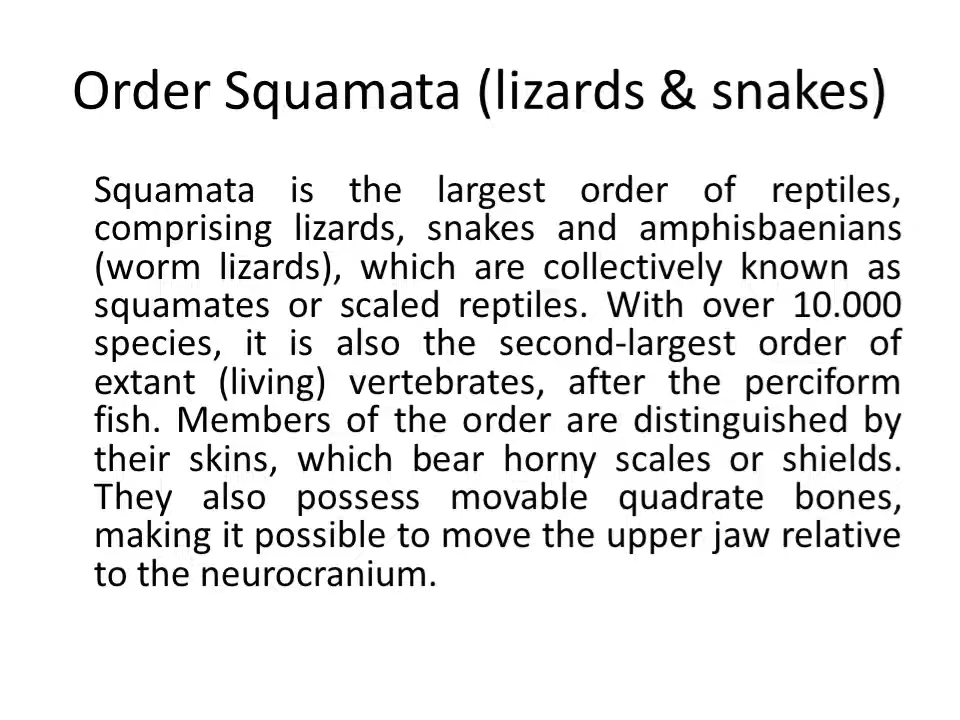 Order Squamata (lizards & snakes)
Squamata is the largest order of reptiles,
comprising lizards, snakes and amphisbaenians
(worm lizards), which are collectively known as
squamates or scaled reptiles. With over 10.000
species, it is also the second-largest order of
extant (living) vertebrates, after the perciform
fish. Members of the order are distinguished by
their skins, which bear horny scales or shields.
They also possess movable quadrate bones,
making it possible to move the upper jaw relative
to the neurocranium.